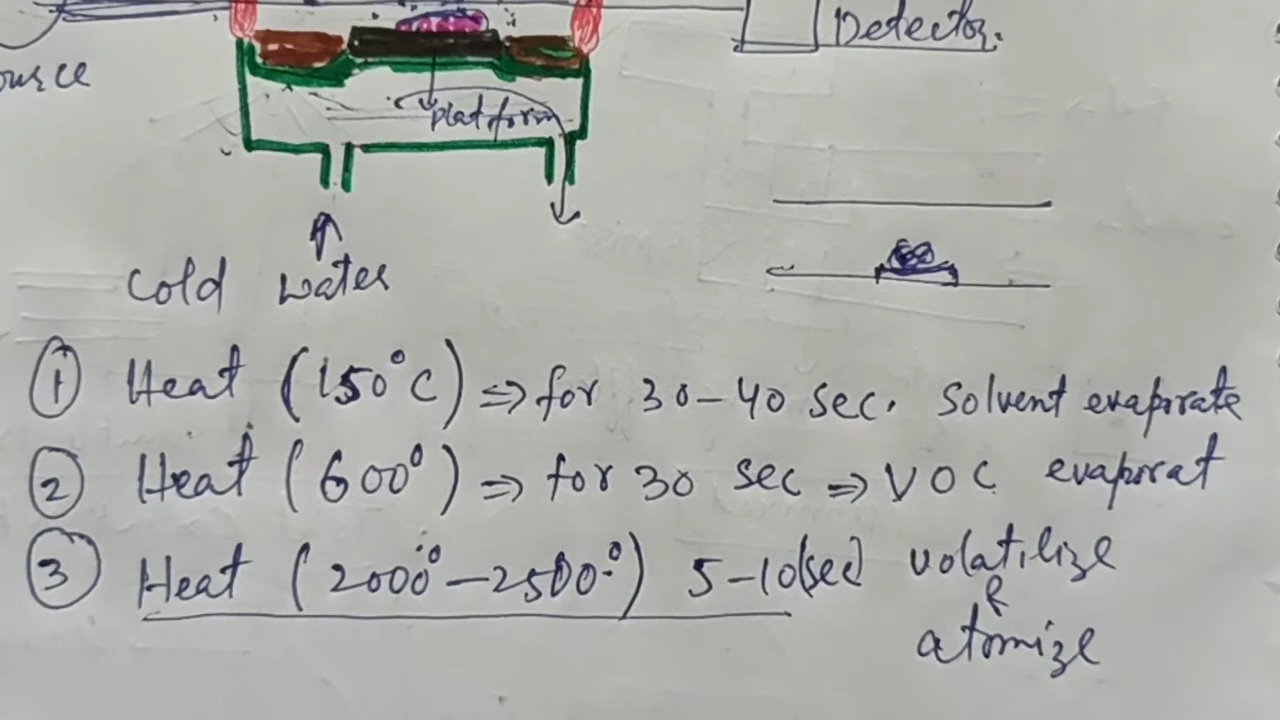 Detector.
ource
platform
Cold water
① Heat (150°C) ⇒ for 30-40 sec. Solvent evaporate
② Heat (600°) ⇒ for 30 sec ⇒ VOC evaporat
③ Heat (2000° - 2500°) 5-10(sec) volatilize
&
atomize